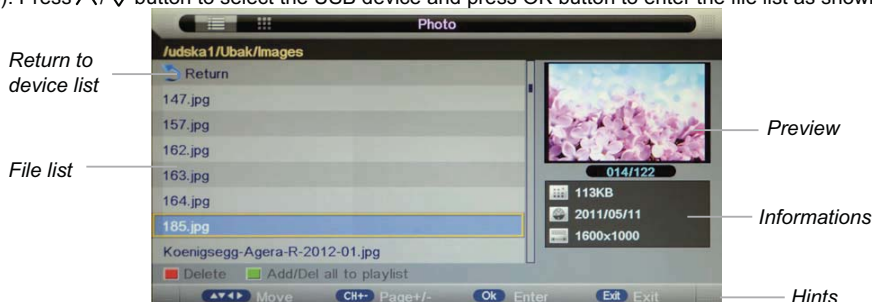 ). Press / button to select the USB device and press OK button to enter the file list as shown
Photo
/udska1/Ubak/Images
Return to
device list
Return
147.jpg
157.jpg
162.jpg
Preview
File list
163.jpg
014/122
164.jpg
113KB
185.jpg
2011/05/11
Informations
1600x1000
Koenigsegg-Agera-R-2012-01.jpg
Delete Add/Del all to playlist
Move CH+- Page+/- Ok Enter Exit Exit
Hints